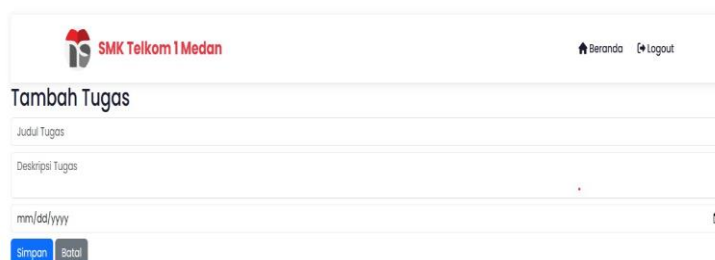 SMK Telkom 1 Medan
Beranda Logout
Tambah Tugas
Judul Tugas
Deskripsi Tugas
mm/dd/yyyy
Simpan Batal